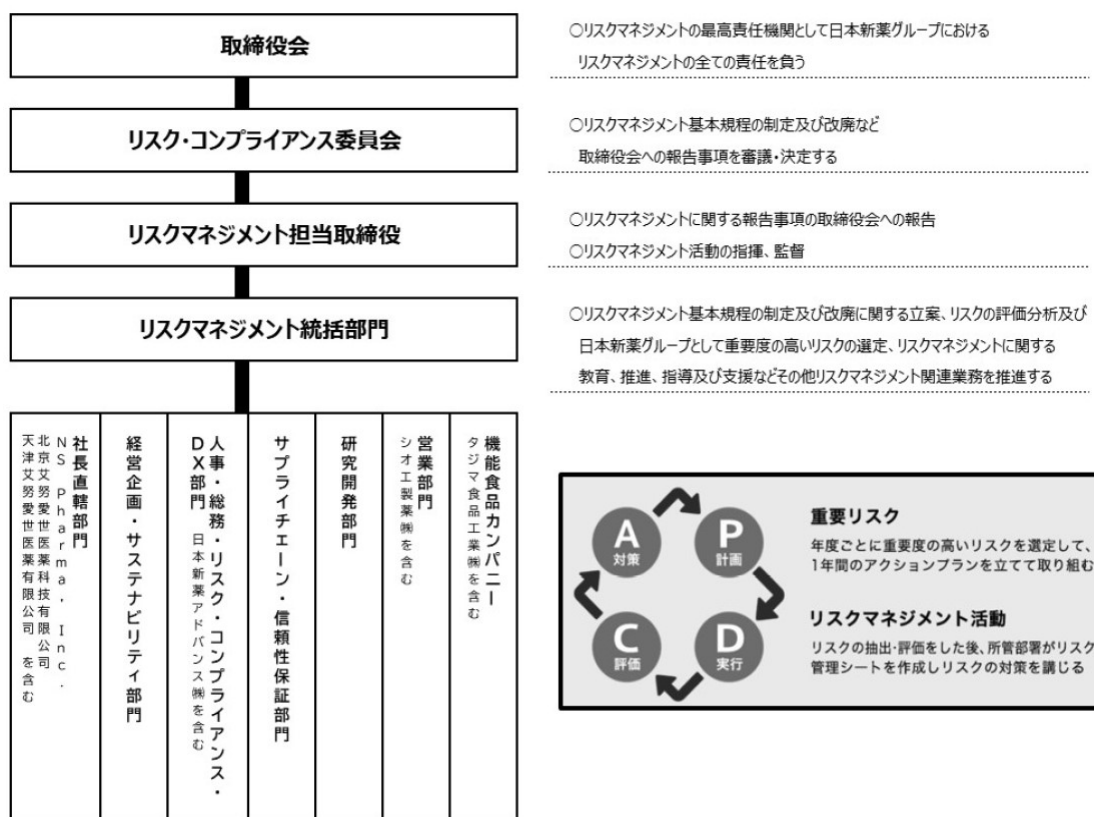 取締役会
○リスクマネジメントの最高責任機関として日本新薬グループにおける
リスクマネジメントの全ての責任を負う
リスク・コンプライアンス委員会
○リスクマネジメント基本規程の制定及び改廃など
取締役会への報告事項を審議・決定する
リスクマネジメント担当取締役
○リスクマネジメントに関する報告事項の取締役会への報告
○リスクマネジメント活動の指揮、監督
リスクマネジメント統括部門
○リスクマネジメント基本規程の制定及び改廃に関する立案、リスクの評価分析及び
日本新薬グループとして重要度の高いリスクの選定、リスクマネジメントに関する
教育、推進、指導及び支援などその他リスクマネジメント関連業務を推進する
社長直轄部門
NS Pharma, Inc.
北京艾努愛世医薬科技有限公司
天津艾努愛世医薬有限公司 を含む
経営企画・サステナビリティ部門
人事・総務・リスク・コンプライアンス・
DX部門 日本新薬アドバンス㈱を含む
サプライチェーン・信頼性保証部門
研究開発部門
営業部門
シオエ製薬㈱を含む
機能食品カンパニー
タジマ食品工業㈱を含む
A
対策
P
計画
C
評価
D
実行
重要リスク
年度ごとに重要度の高いリスクを選定して、
1年間のアクションプランを立てて取り組む
リスクマネジメント活動
リスクの抽出・評価をした後、所管部署がリスク
管理シートを作成しリスクの対策を講じる